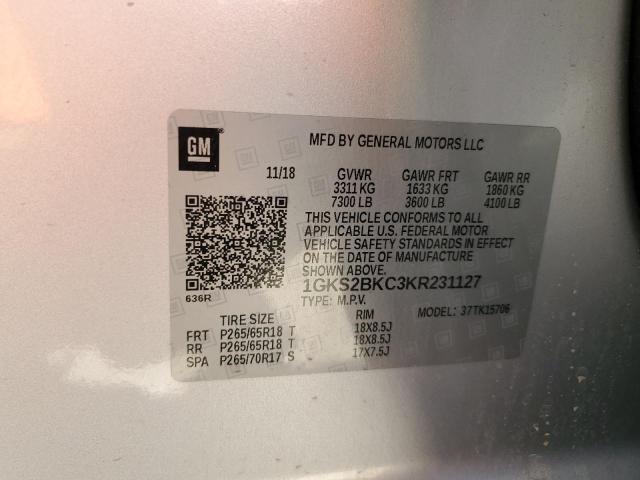 GM
MFD BY GENERAL MOTORS LLC
11/18 GVWR GAWR FRT GAWR RR
3311 KG 1633 KG 1860 KG
7300 LB 3600 LB 4100 LB
THIS VEHICLE CONFORMS TO ALL
APPLICABLE U.S. FEDERAL MOTOR
VEHICLE SAFETY STANDARDS IN EFFECT
ON THE DATE OF MANUFACTURE
SHOWN ABOVE.
636R
1GKS2BKC3KR231127
TYPE: M.P.V. MODEL: 37TK15706
TIRE SIZE RIM
FRT P265/65R18 T 18X8.5J
RR P265/65R18 T 18X8.5J
SPA P265/70R17 S 17X7.5J